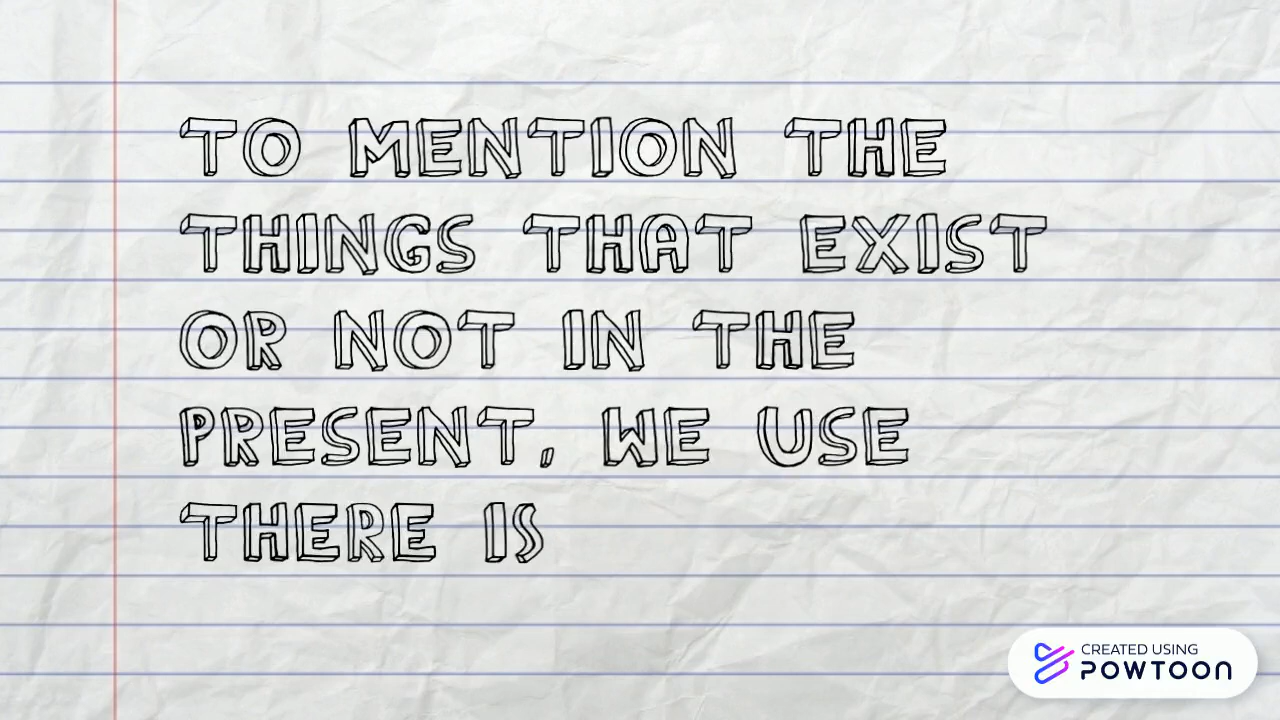 TO MENTION THE
THINGS THAT EXIST
OR NOT IN THE
PRESENT, WE USE
THERE IS
CREATED USING
POWTOON